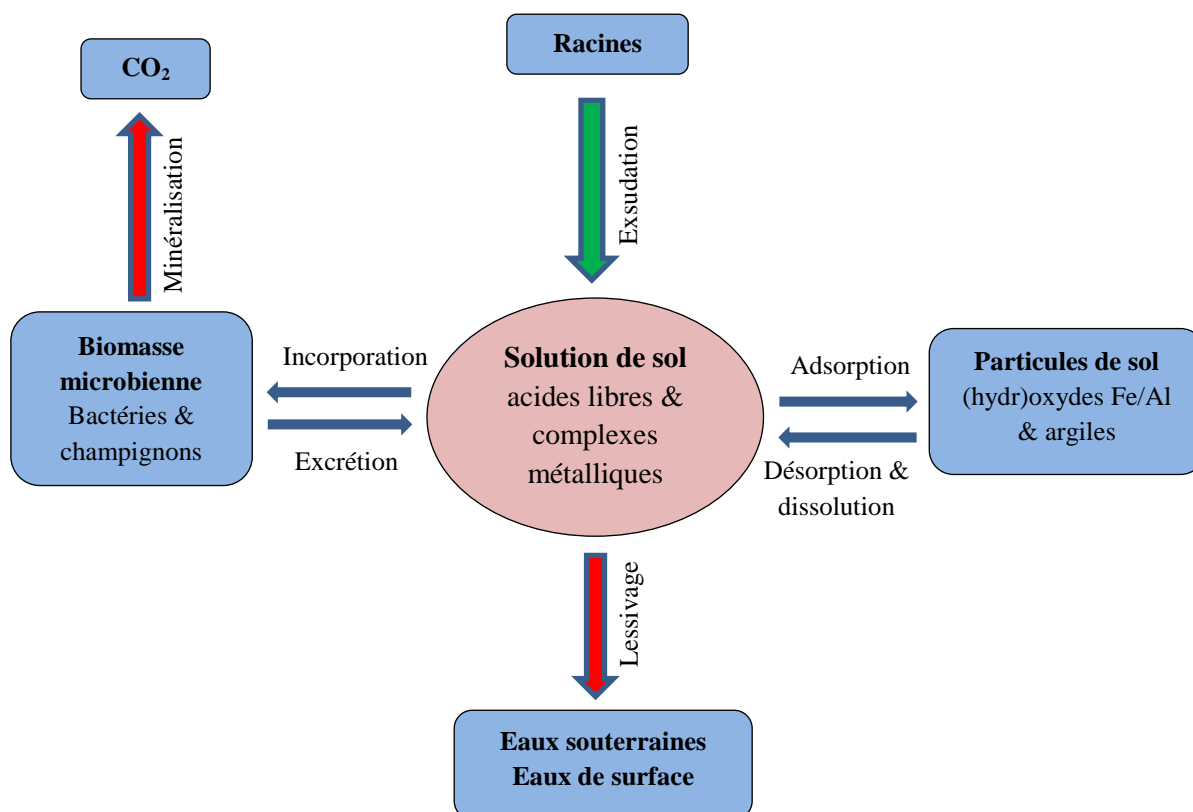 Racines
CO₂
Exsudation
Minéralisation
Biomasse
microbienne
Bactéries &
champignons
Incorporation
Excrétion
Solution de sol
acides libres &
complexes
métalliques
Adsorption
Désorption &
dissolution
Particules de sol
(hydr)oxydes Fe/Al
& argiles
Lessivage
Eaux souterraines
Eaux de surface